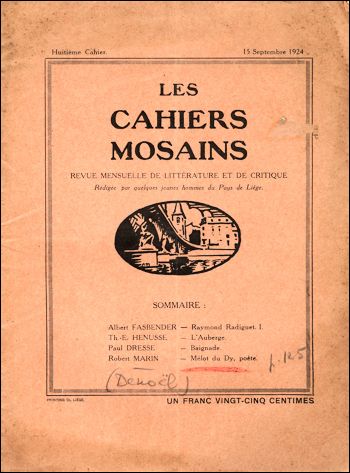 Huitième Cahier.
15 Septembre 1924
LES
CAHIERS
MOSAINS
REVUE MENSUELLE DE LITTÉRATURE ET DE CRITIQUE
Rédigée par quelques jeunes hommes du Pays de Liége.
SOMMAIRE :
Albert FASBENDER — Raymond Radiguet. I.
Th.-E. HENUSSE — L'Auberge.
Paul DRESSE — Baignade.
Robert MARIN — Mélot du Dy, poète.
(Denoël)
UN FRANC VINGT-CINQ CENTIMES